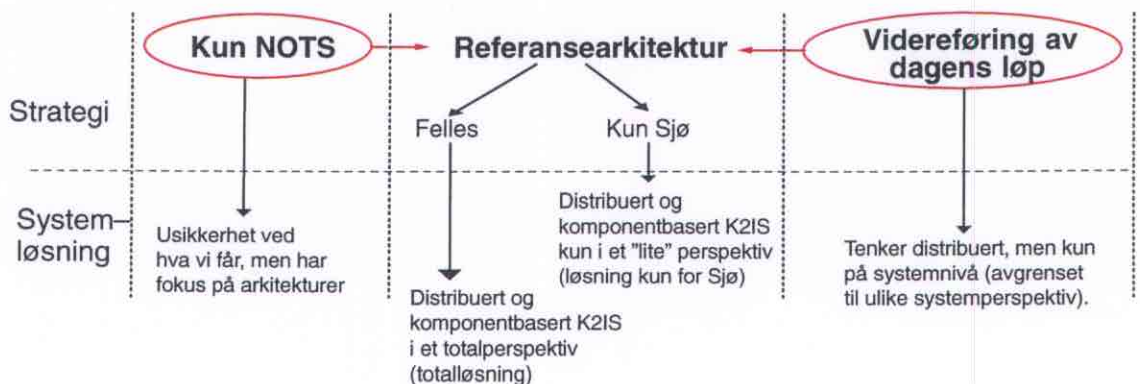 Kun NOTS
Referansearkitektur
Videreføring av
dagens løp
Strategi
Felles
Kun Sjø
System–
løsning
Usikkerhet ved
hva vi får, men har
fokus på arkitekturer
Distribuert og
komponentbasert K2IS
i et totalperspektiv
(totalløsning)
Distribuert og
komponentbasert K2IS
kun i et "lite" perspektiv
(løsning kun for Sjø)
Tenker distribuert, men kun
på systemnivå (avgrenset
til ulike systemperspektiv).